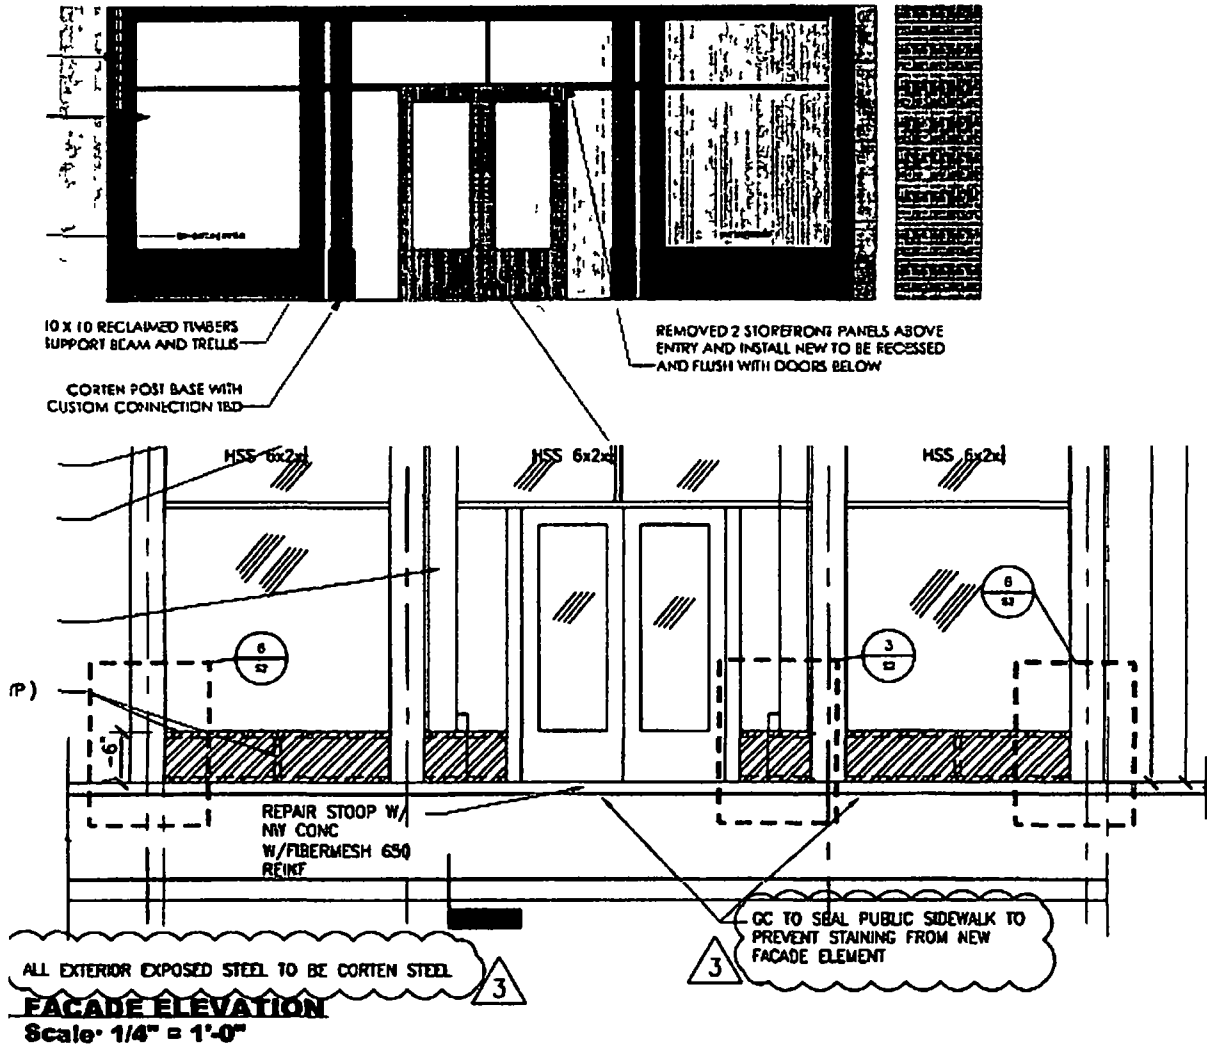 10 X 10 RECLAIMED TIMBERS
SUPPORT BEAM AND TRELLIS
CORTEN POST BASE WITH
CUSTOM CONNECTION TBD
REMOVED 2 STOREFRONT PANELS ABOVE
ENTRY AND INSTALL NEW TO BE RECESSED
AND FLUSH WITH DOORS BELOW
HSS 6x2x
HSS 6x2x
HSS 6x2x
6
S2
3
S2
6
S2
-6"
REPAIR STOOP W/
NW CONC
W/FIBERMESH 650
REINF
GC TO SEAL PUBLIC SIDEWALK TO
PREVENT STAINING FROM NEW
FACADE ELEMENT
3
ALL EXTERIOR EXPOSED STEEL TO BE CORTEN STEEL
3
FACADE ELEVATION
Scale: 1/4" = 1'-0"